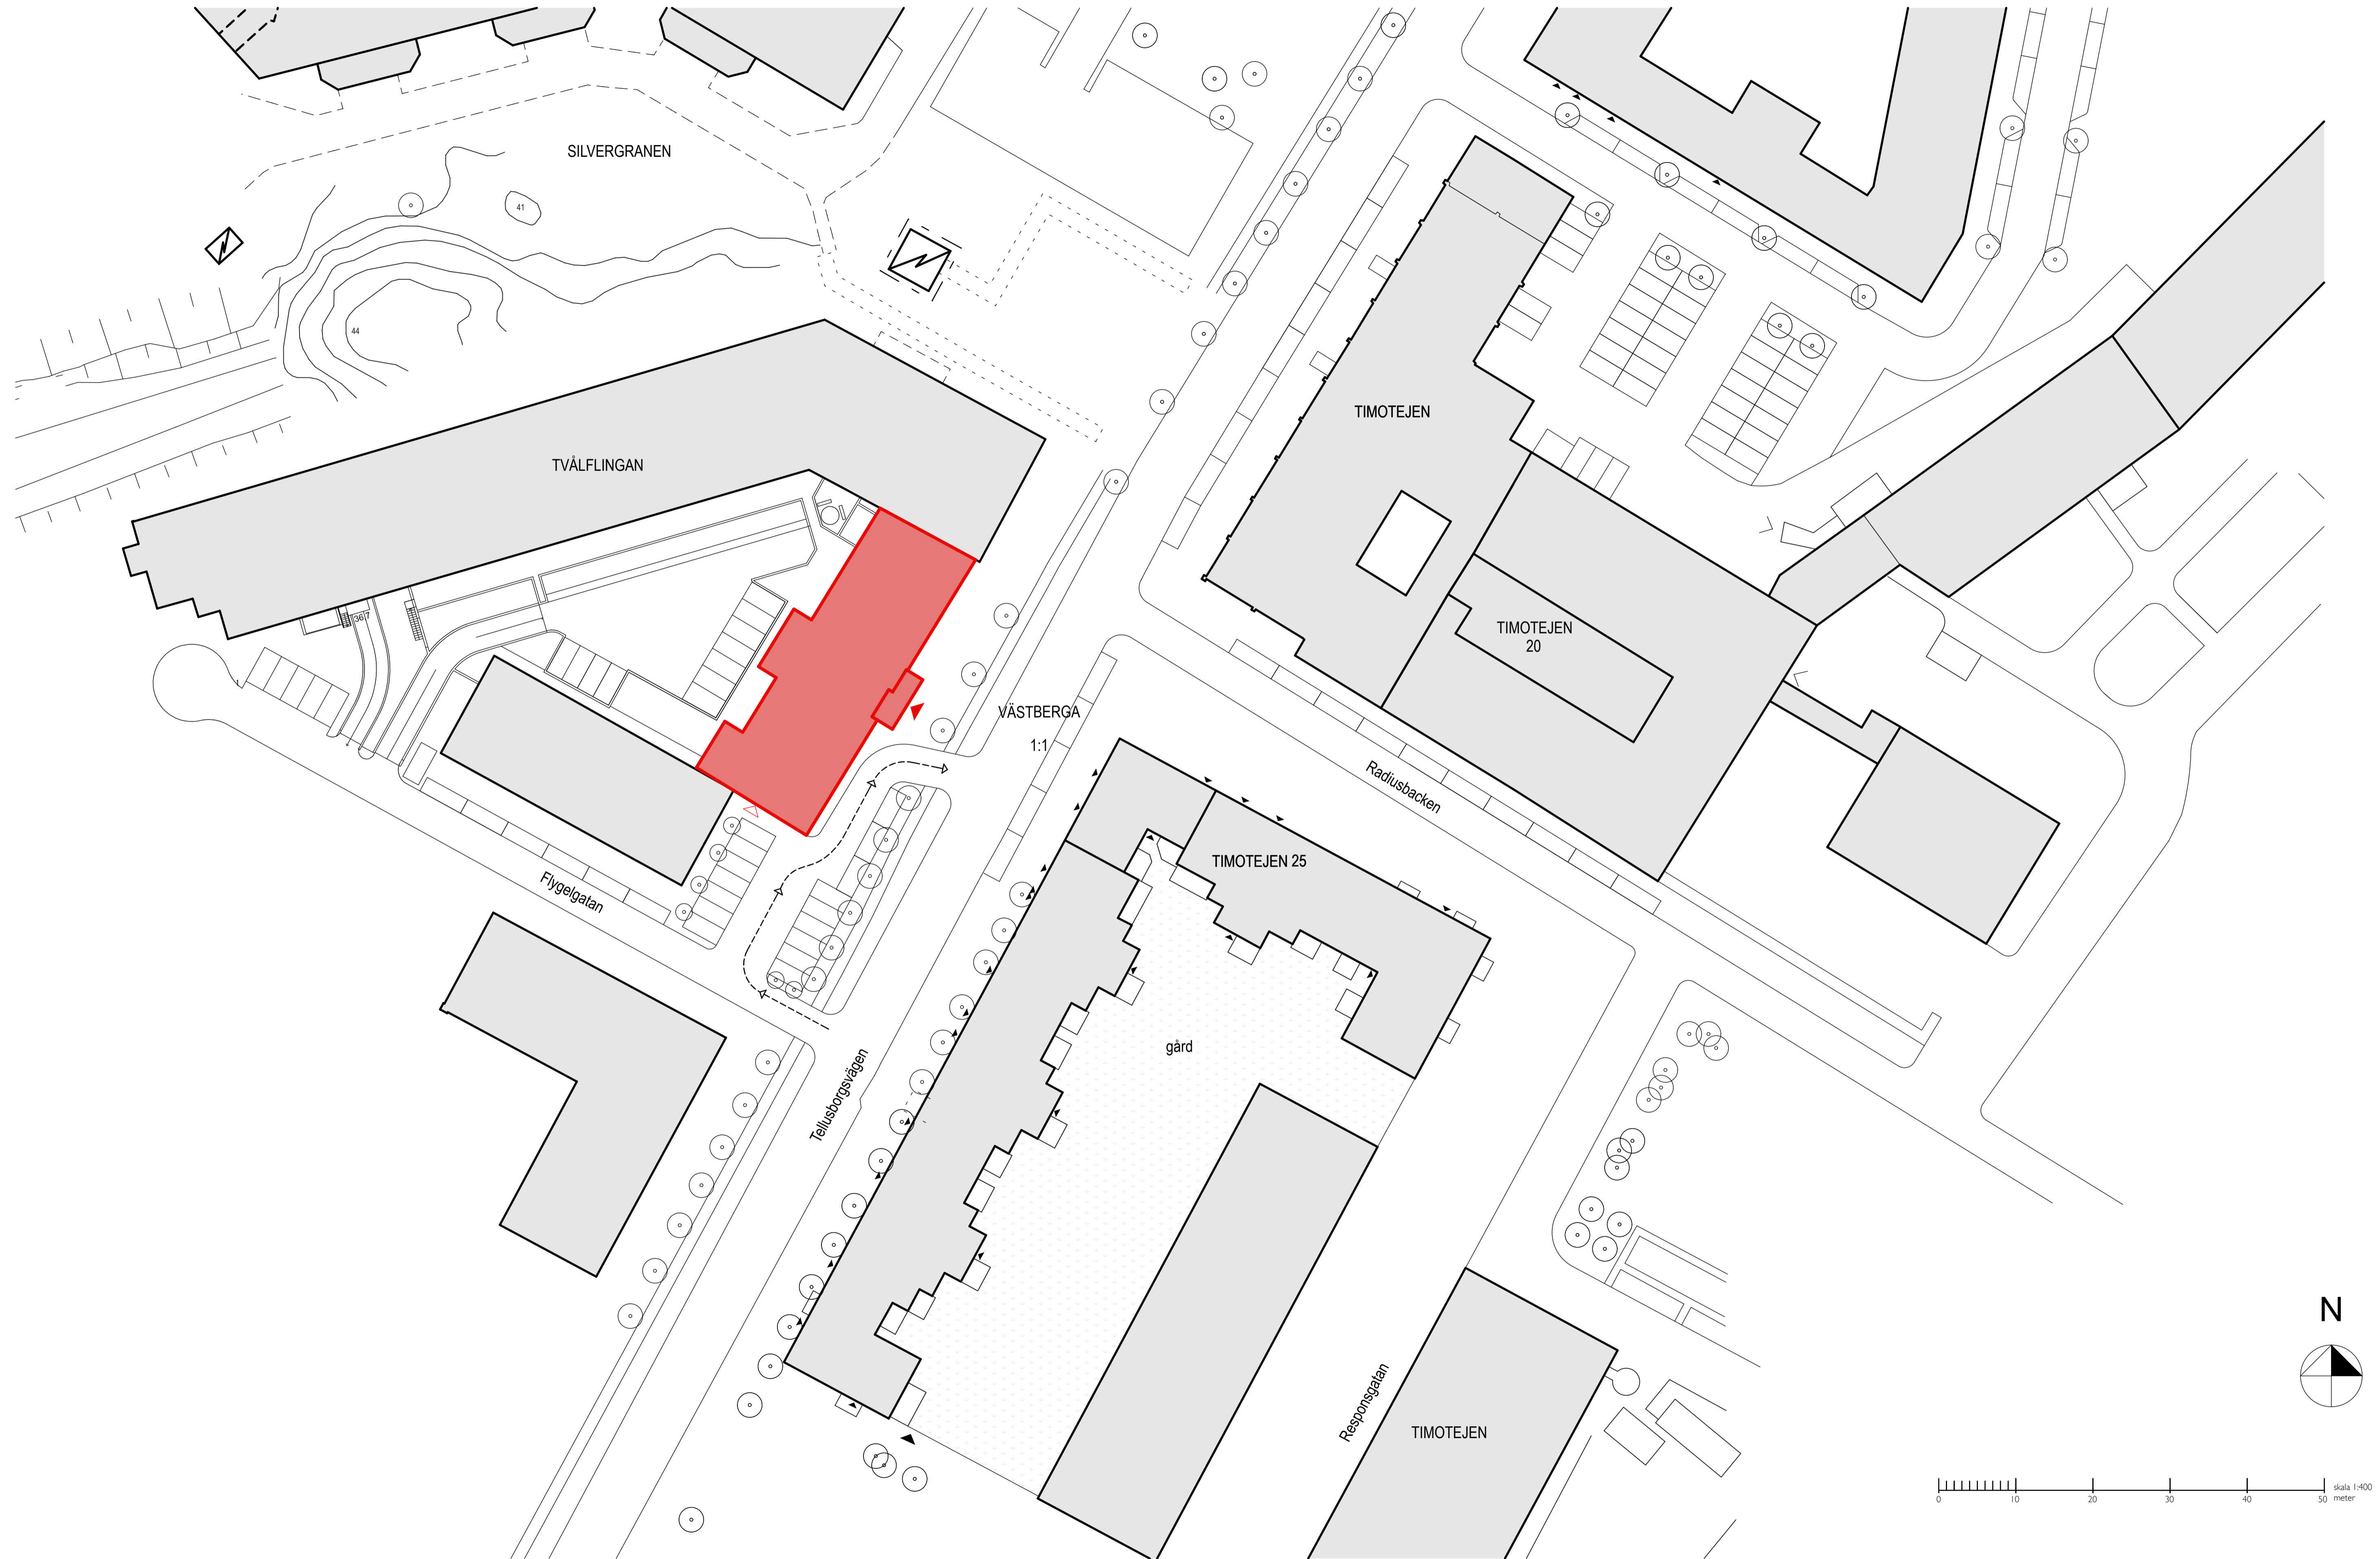 SILVERGRANEN
41
44
TIMOTEJEN
TVÅLFLINGAN
36.7
TIMOTEJEN
20
VÄSTBERGA
1:1
Radiusbacken
TIMOTEJEN 25
Flygelgatan
gård
Tellusborgsvägen
N
Responsgatan
TIMOTEJEN
skala 1:400
0 10 20 30 40 50 meter